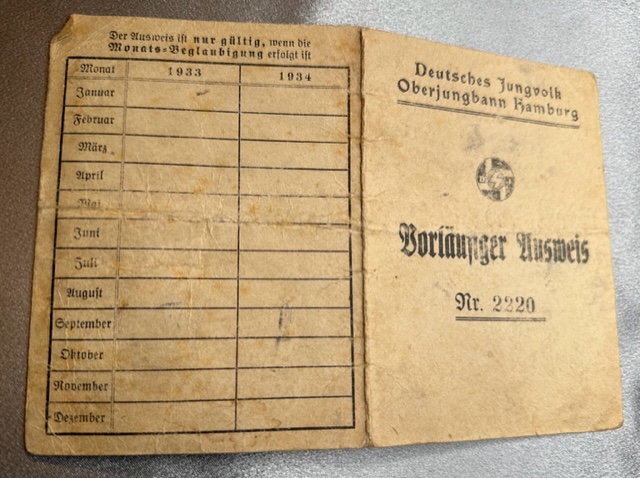 Der Ausweis ist nur gültig, wenn die
Monats-Beglaubigung erfolgt ist
Monat 1933 1934
Januar
Februar
März
April
Mai
Juni
Juli
August
September
Oktober
November
Dezember
Deutsches Jungvolk
Oberjungbann Hamburg
Vorläufiger Ausweis
Nr. 2220